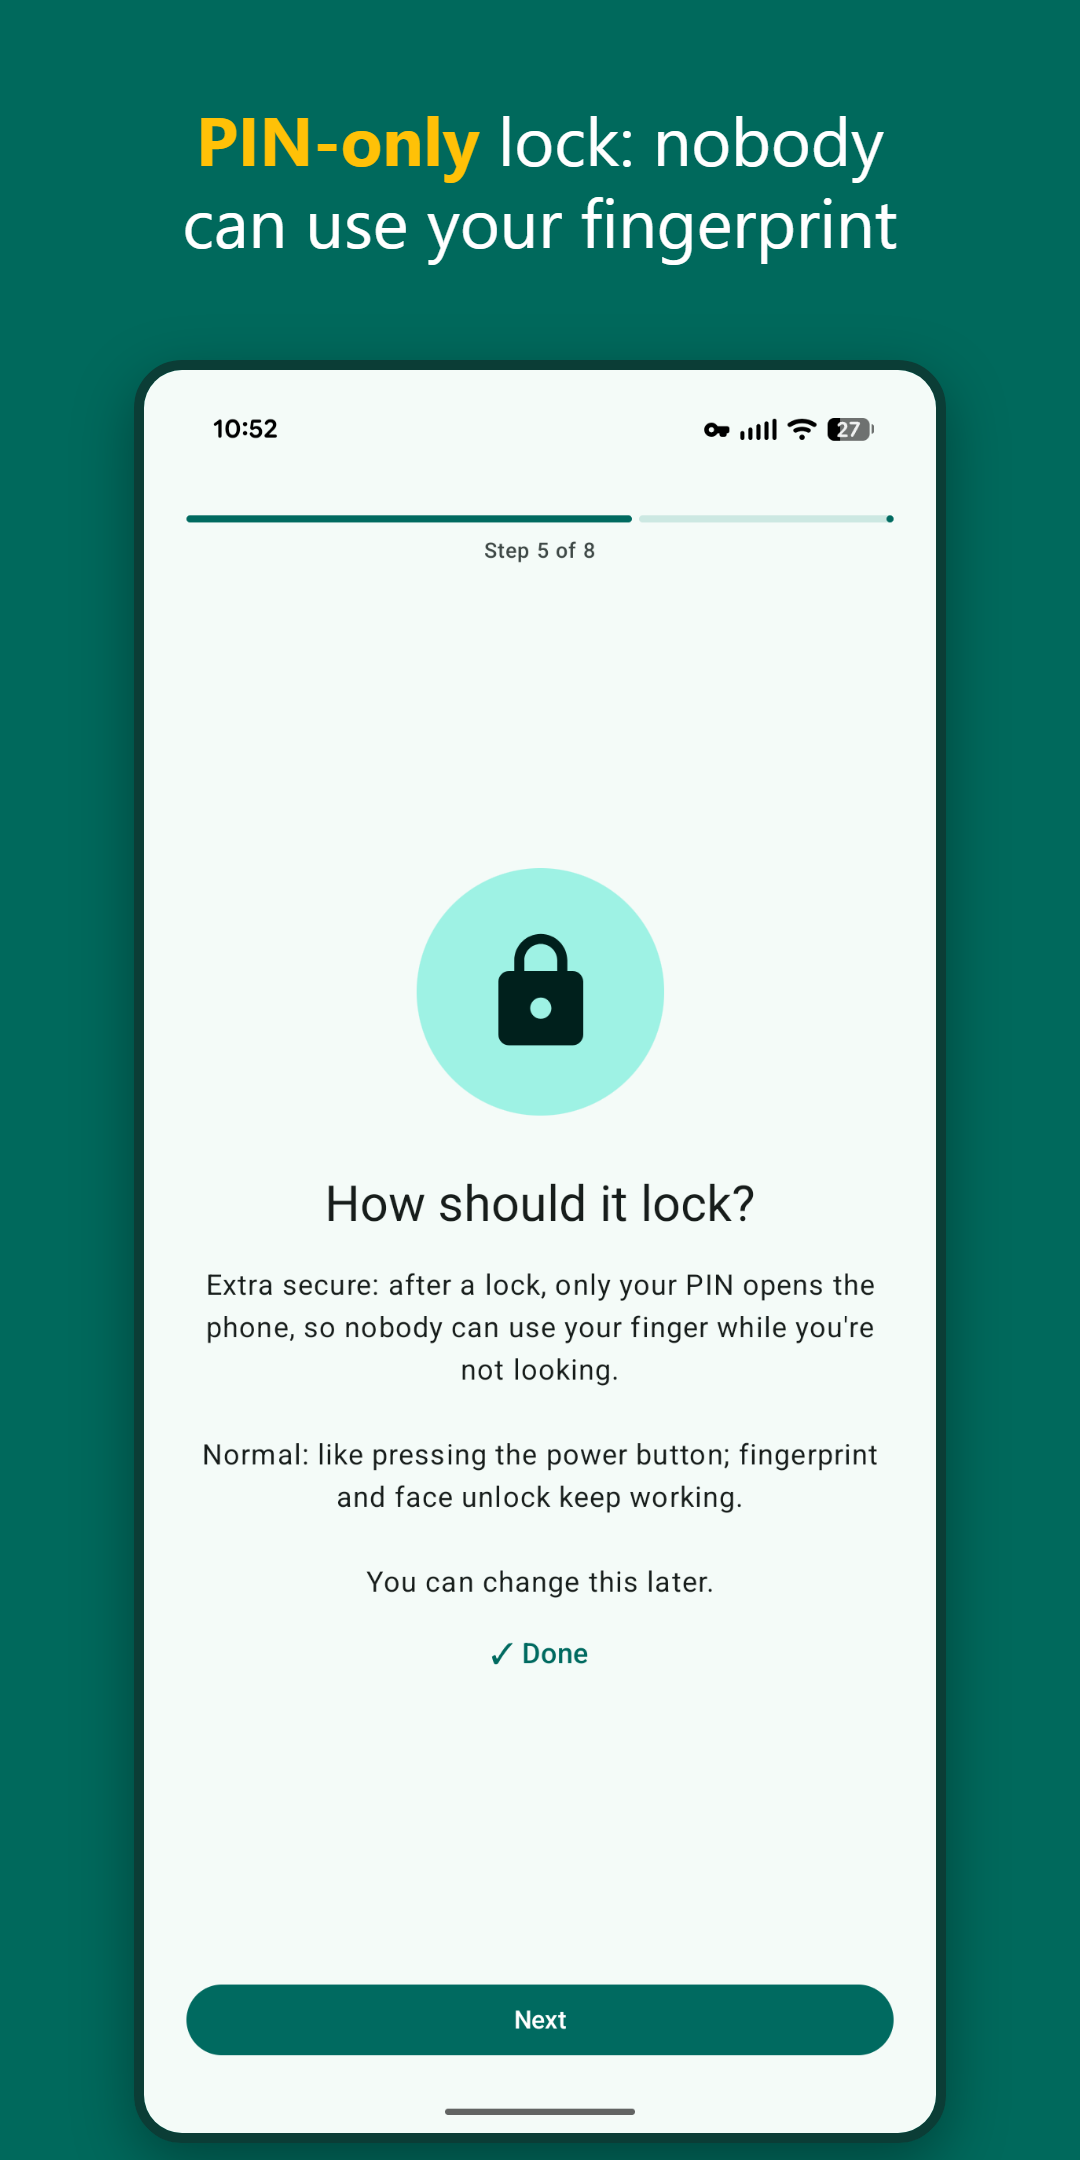 PIN-only lock: nobody
can use your fingerprint
10:52
27
Step 5 of 8
How should it lock?
Extra secure: after a lock, only your PIN opens the
phone, so nobody can use your finger while you're
not looking.
Normal: like pressing the power button; fingerprint
and face unlock keep working.
You can change this later.
✓ Done
Next